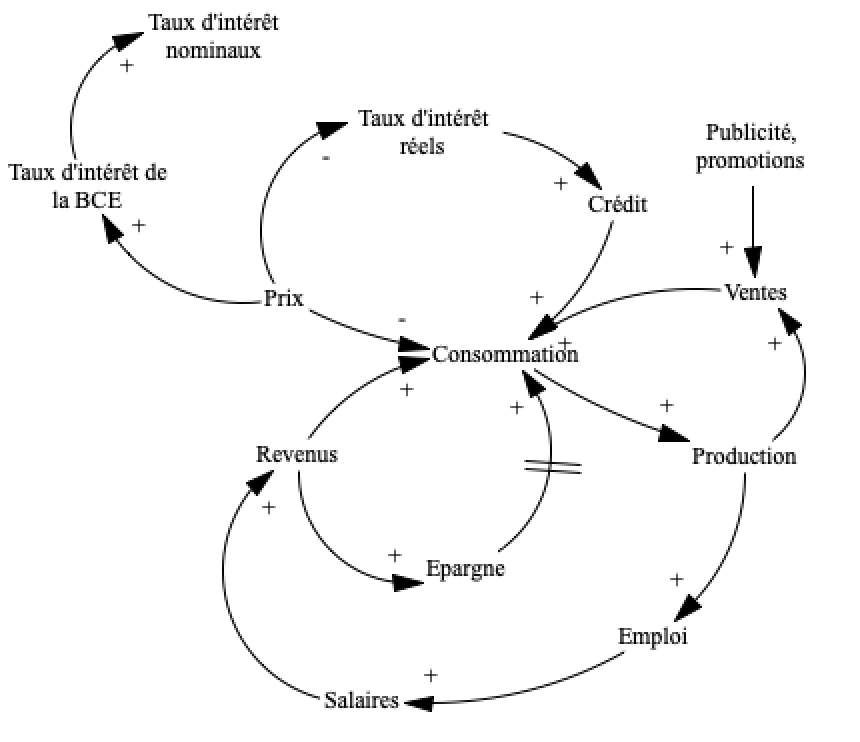 Taux d'intérêt
nominaux
+
Taux d'intérêt
réels
-
Publicité,
promotions
Taux d'intérêt de
la BCE
+
+
Crédit
+
+
Ventes
Prix
-
+
+
Consommation
+
+
+
+
Revenus
Production
+
+
Epargne
+
Emploi
+
Salaires